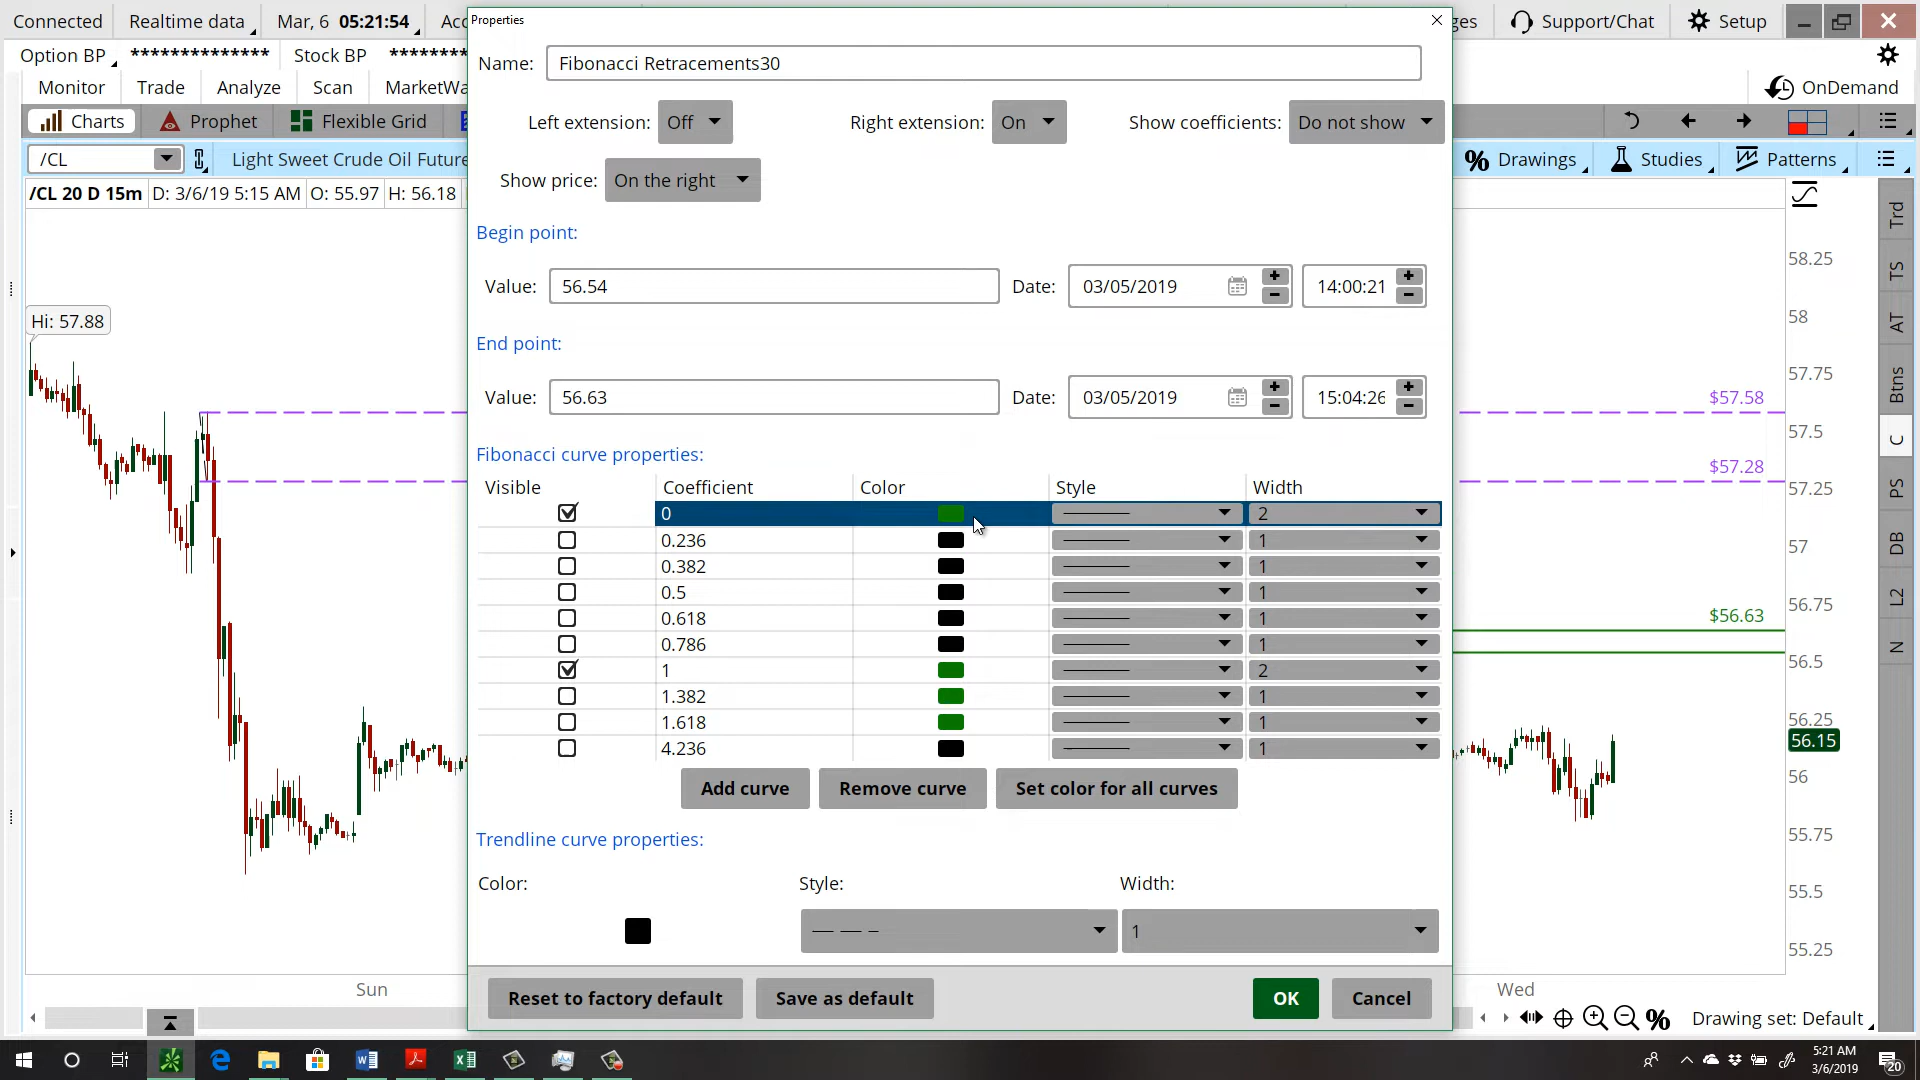 Connected Realtime data Mar, 6 05:21:54 Support/Chat Setup
Properties
Option BP ************** Stock BP
Name: Fibonacci Retracements30
Monitor Trade Analyze Scan OnDemand
Charts Prophet Flexible Grid
Left extension: Off Right extension: On Show coefficients: Do not show
/CL Light Sweet Crude Oil Future % Drawings Studies Patterns
Show price: On the right
/CL 20 D 15m D: 3/6/19 5:15 AM O: 55.97 H: 56.18
Begin point:
Value: 56.54 Date: 03/05/2019 14:00:21
Hi: 57.88
End point:
Value: 56.63 Date: 03/05/2019 15:04:26
Fibonacci curve properties:
Visible Coefficient Color Style Width
0 2
0.236 1
0.382 1
0.5 1
0.618 1
0.786 1
1 2
1.382 1
1.618 1
4.236 1
Add curve Remove curve Set color for all curves
Trendline curve properties:
Color: Style: Width:
1
Reset to factory default Save as default OK Cancel
58.25
58
57.75
$57.58
57.5
$57.28
57.25
57
56.75
$56.63
56.5
56.25
56.15
56
55.75
55.5
55.25
Trd
TS
AT
Btns
C
PS
DB
L2
N
Sun Wed
% Drawing set: Default
5:21 AM
3/6/2019
20